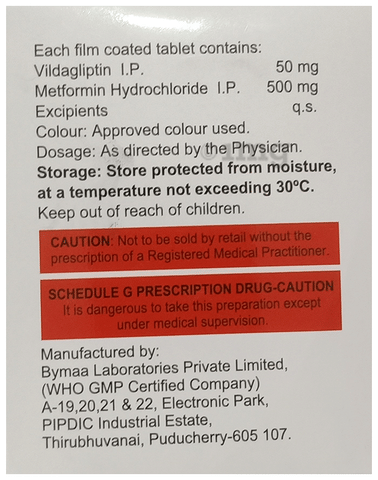 Each film coated tablet contains:
Vildagliptin I.P. 50 mg
Metformin Hydrochloride I.P. 500 mg
Excipients q.s.
Colour: Approved colour used.
Dosage: As directed by the Physician.
Storage: Store protected from moisture,
at a temperature not exceeding 30ºC.
Keep out of reach of children.
CAUTION: Not to be sold by retail without the
prescription of a Registered Medical Practitioner.
SCHEDULE G PRESCRIPTION DRUG-CAUTION
It is dangerous to take this preparation except
under medical supervision.
Manufactured by:
Bymaa Laboratories Private Limited,
(WHO GMP Certified Company)
A-19,20,21 & 22, Electronic Park,
PIPDIC Industrial Estate,
Thirubhuvanai, Puducherry-605 107.